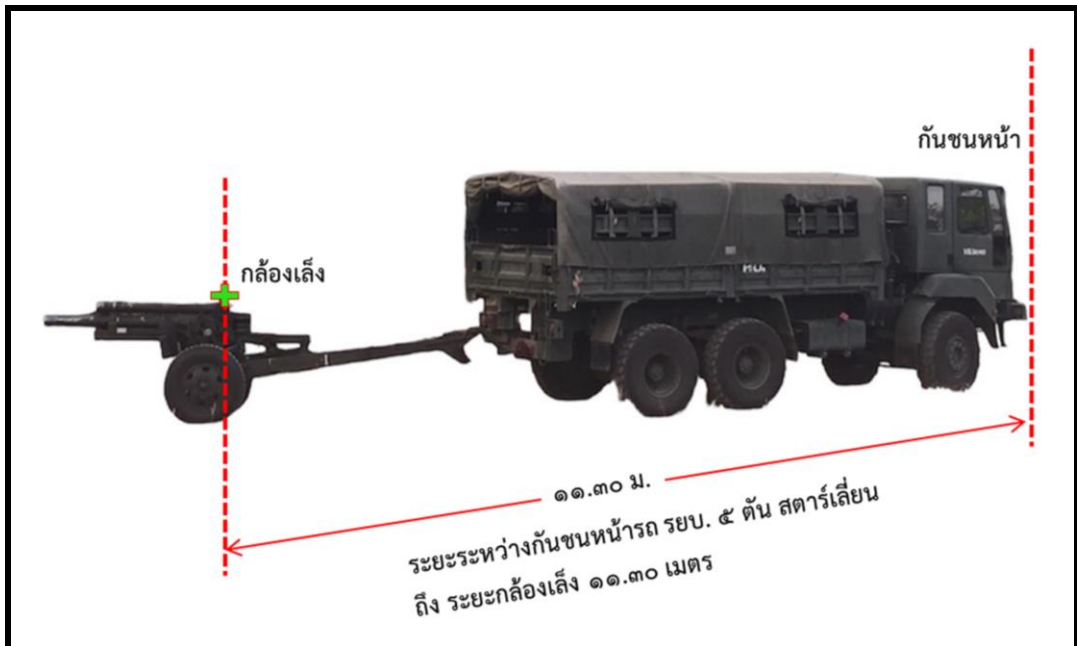 กันชนหน้า
กล้องเล็ง
๑๑.๓๐ ม.
ระยะระหว่างกันชนหน้ารถ รยบ. ๕ ตัน สตาร์เลี่ยน
ถึง ระยะกล้องเล็ง ๑๑.๓๐ เมตร